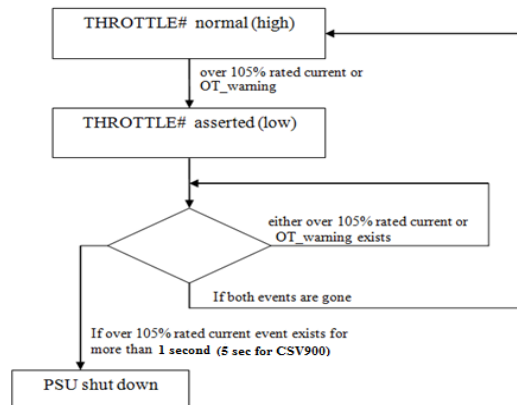 THROTTLE# normal (high)
over 105% rated current or
OT_warning
THROTTLE# asserted (low)
either over 105% rated current or
OT_warning exists
If both events are gone
If over 105% rated current event exists for
more than 1 second (5 sec for CSV900)
PSU shut down